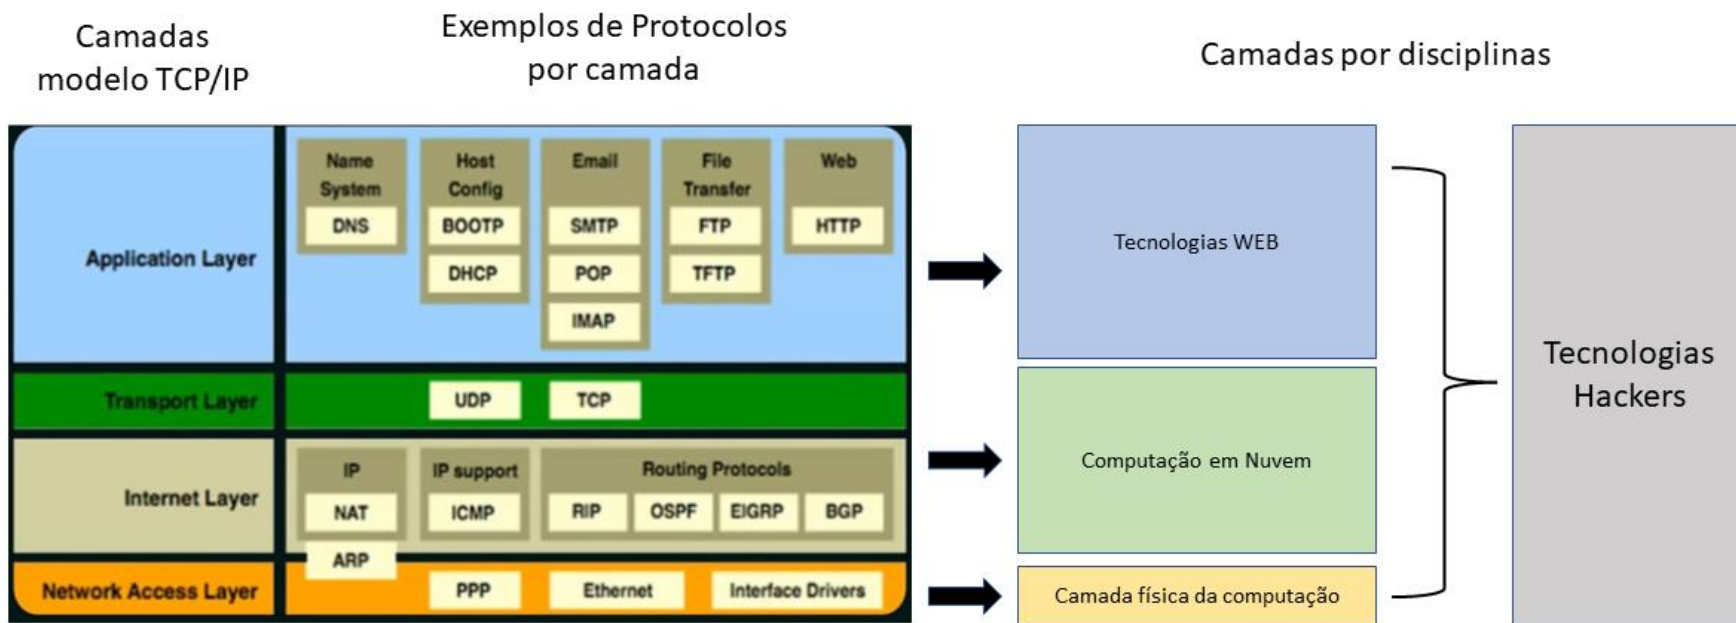 Camadas
modelo TCP/IP
Exemplos de Protocolos
por camada
Camadas por disciplinas
Application Layer
Name
System
DNS
Host
Config
BOOTP
DHCP
Email
SMTP
POP
IMAP
File
Transfer
FTP
TFTP
Web
HTTP
Transport Layer
UDP
TCP
Internet Layer
IP
NAT
ARP
IP support
ICMP
Routing Protocols
RIP
OSPF
EIGRP
BGP
Network Access Layer
PPP
Ethernet
Interface Drivers
Tecnologias WEB
Computação em Nuvem
Camada física da computação
Tecnologias
Hackers